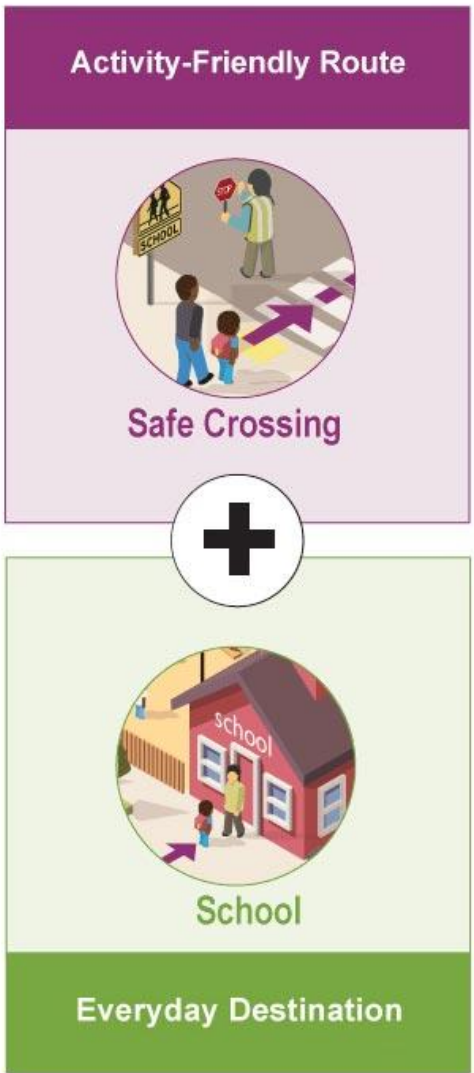 Activity-Friendly Route
STOP
SCHOOL
Safe Crossing
+
school
School
Everyday Destination